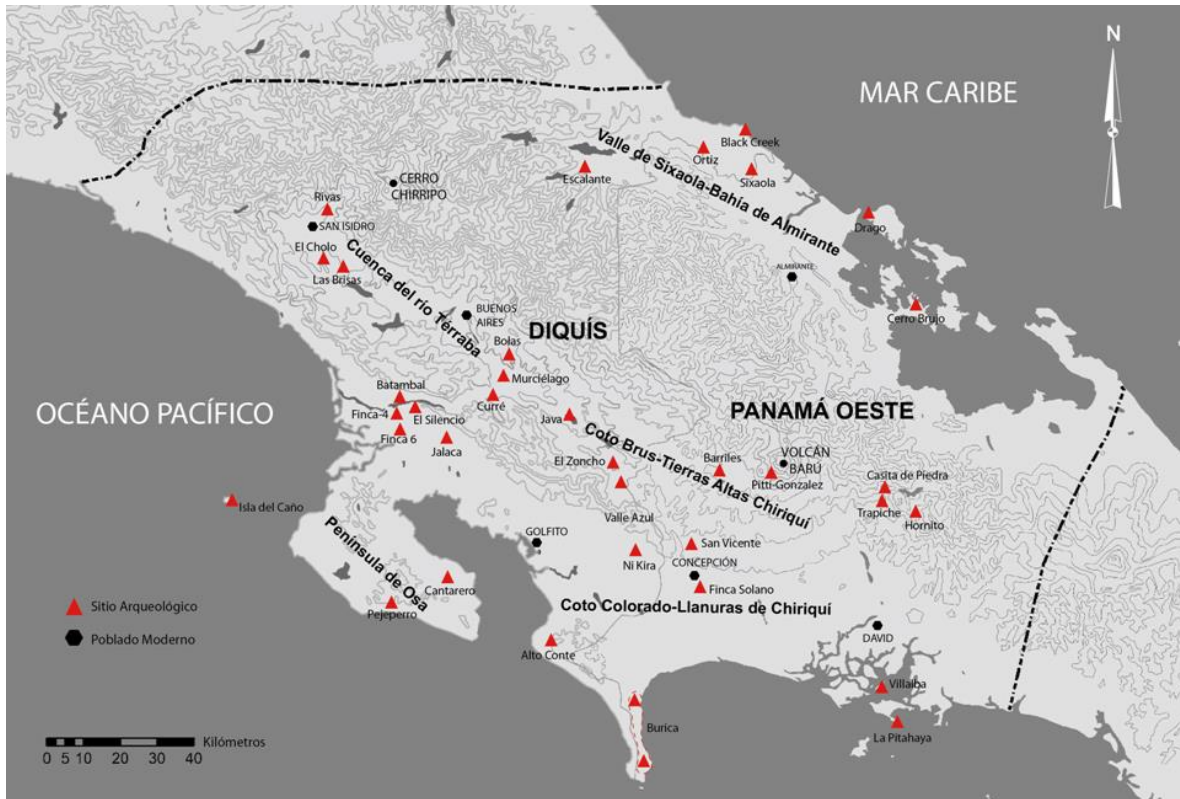 N
MAR CARIBE
Black Creek
Ortiz
Sixaola
Valle de Sixaola-Bahía de Almirante
Escalante
CERRO
CHIRRIPO
Rivas
SAN ISIDRO
Drago
El Cholo
Las Brisas
Cuenca del río Térraba
ALMIRANTE
Cerro Brujo
BUENOS
AIRES
DIQUÍS
Bolas
Murciélago
Curré
Batambal
OCÉANO PACÍFICO
Finca-4
El Silencio
Finca 6
Jalaca
Java
PANAMÁ OESTE
Coto Brus-Tierras Altas Chiriquí
El Zoncho
Barriles
VOLCÁN
BARÚ
Pitti-Gonzalez
Casita de Piedra
Trapiche
Hornito
Isla del Caño
Valle Azul
GOLFITO
San Vicente
Ni Kira
CONCEPCIÓN
Finca Solano
Península de Osa
Cantarero
Pejeperro
Coto Colorado-Llanuras de Chiriquí
Sitio Arqueológico
Poblado Moderno
DAVID
Alto Conte
Villalba
Burica
La Pitahaya
Kilómetros
0 5 10 20 30 40